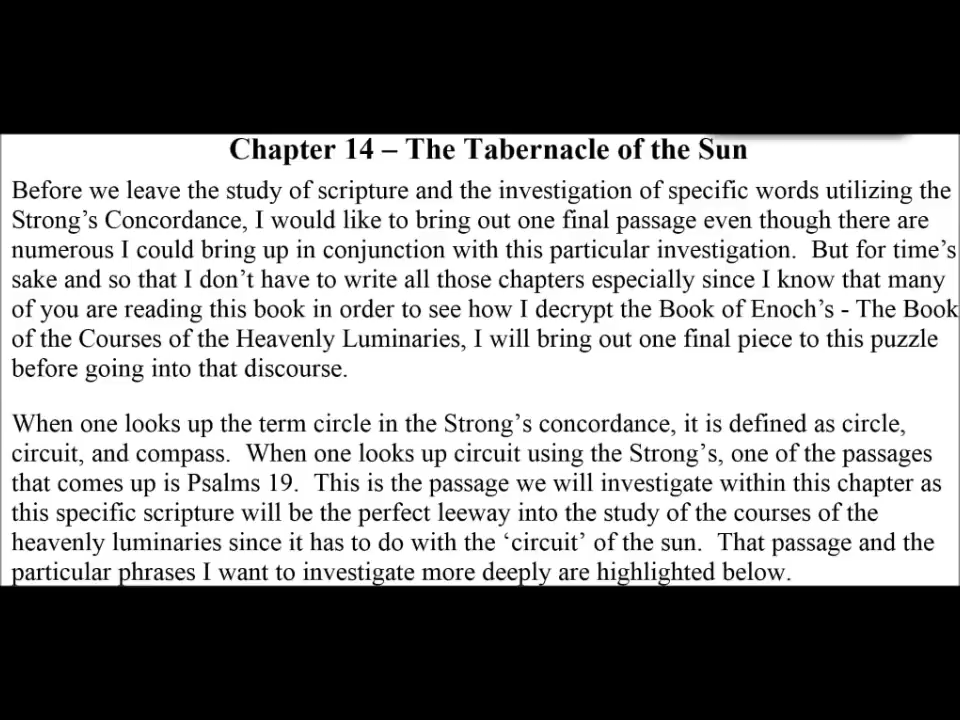 Chapter 14 – The Tabernacle of the Sun
Before we leave the study of scripture and the investigation of specific words utilizing the
Strong’s Concordance, I would like to bring out one final passage even though there are
numerous I could bring up in conjunction with this particular investigation.  But for time’s
sake and so that I don’t have to write all those chapters especially since I know that many
of you are reading this book in order to see how I decrypt the Book of Enoch’s - The Book
of the Courses of the Heavenly Luminaries, I will bring out one final piece to this puzzle
before going into that discourse.
When one looks up the term circle in the Strong’s concordance, it is defined as circle,
circuit, and compass.  When one looks up circuit using the Strong’s, one of the passages
that comes up is Psalms 19.  This is the passage we will investigate within this chapter as
this specific scripture will be the perfect leeway into the study of the courses of the
heavenly luminaries since it has to do with the ‘circuit’ of the sun.  That passage and the
particular phrases I want to investigate more deeply are highlighted below.